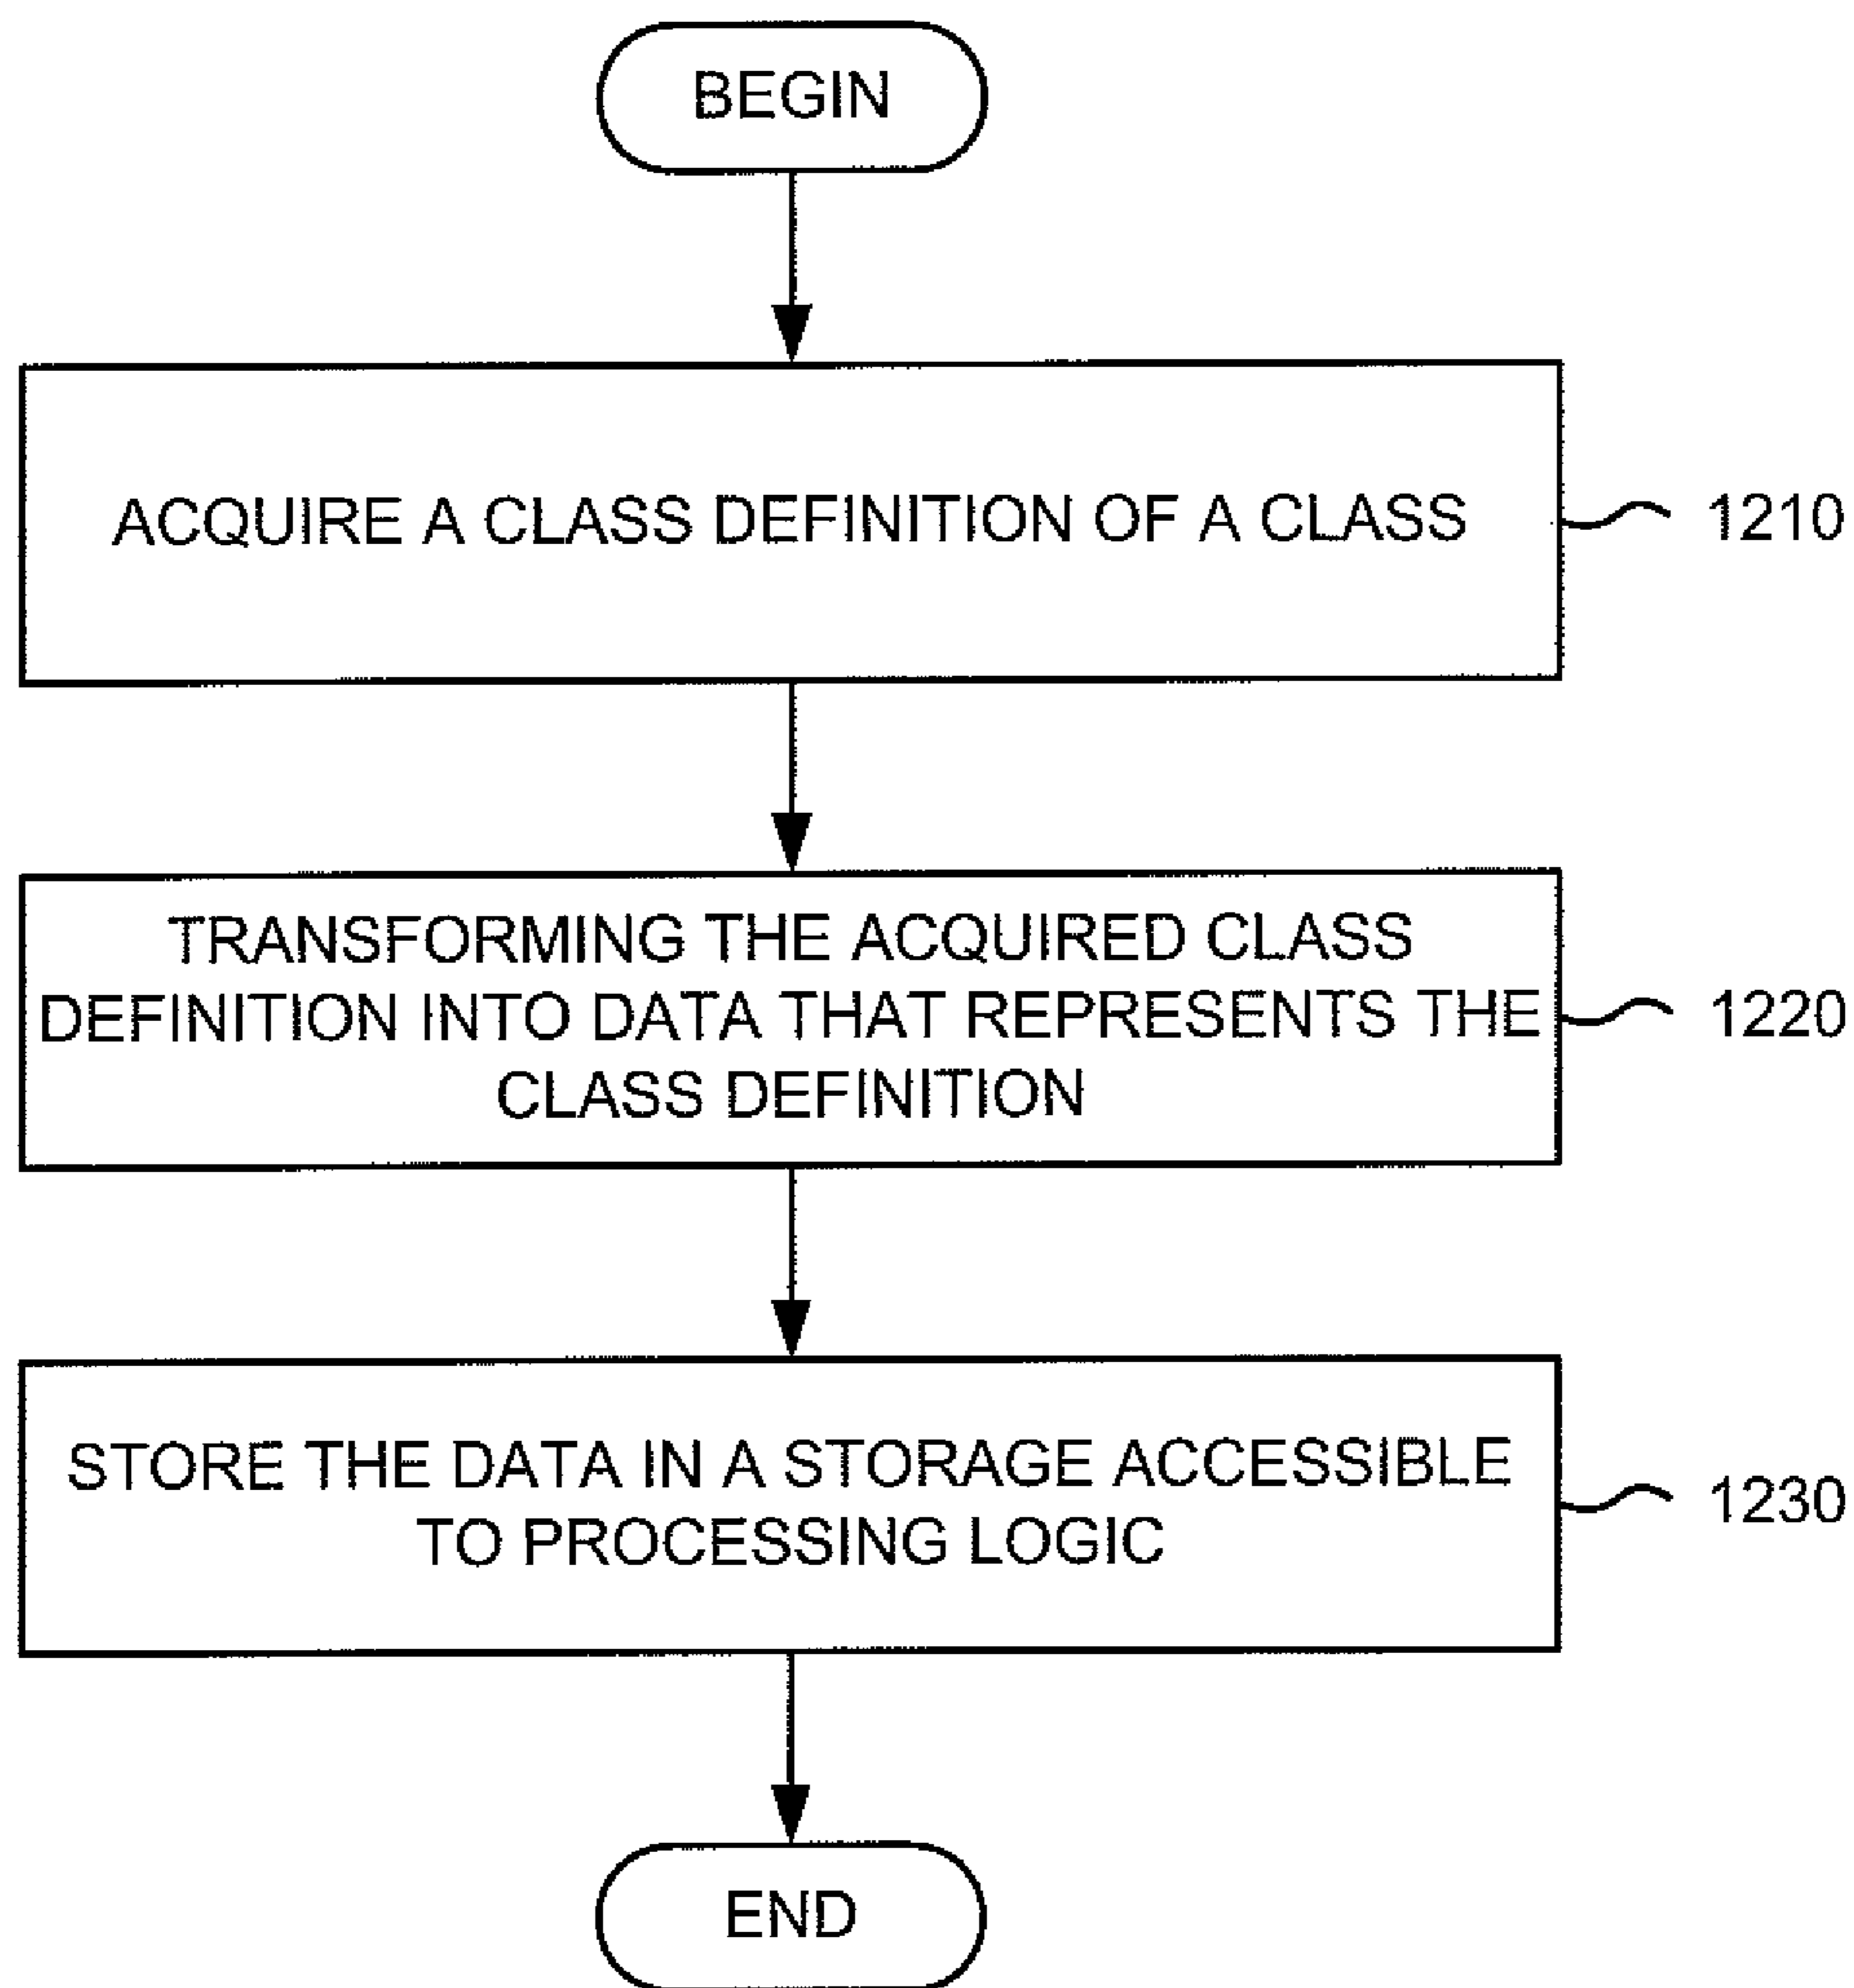 BEGIN
ACQUIRE A CLASS DEFINITION OF A CLASS
1210
TRANSFORMING THE ACQUIRED CLASS
DEFINITION INTO DATA THAT REPRESENTS THE
CLASS DEFINITION
1220
STORE THE DATA IN A STORAGE ACCESSIBLE
TO PROCESSING LOGIC
1230
END